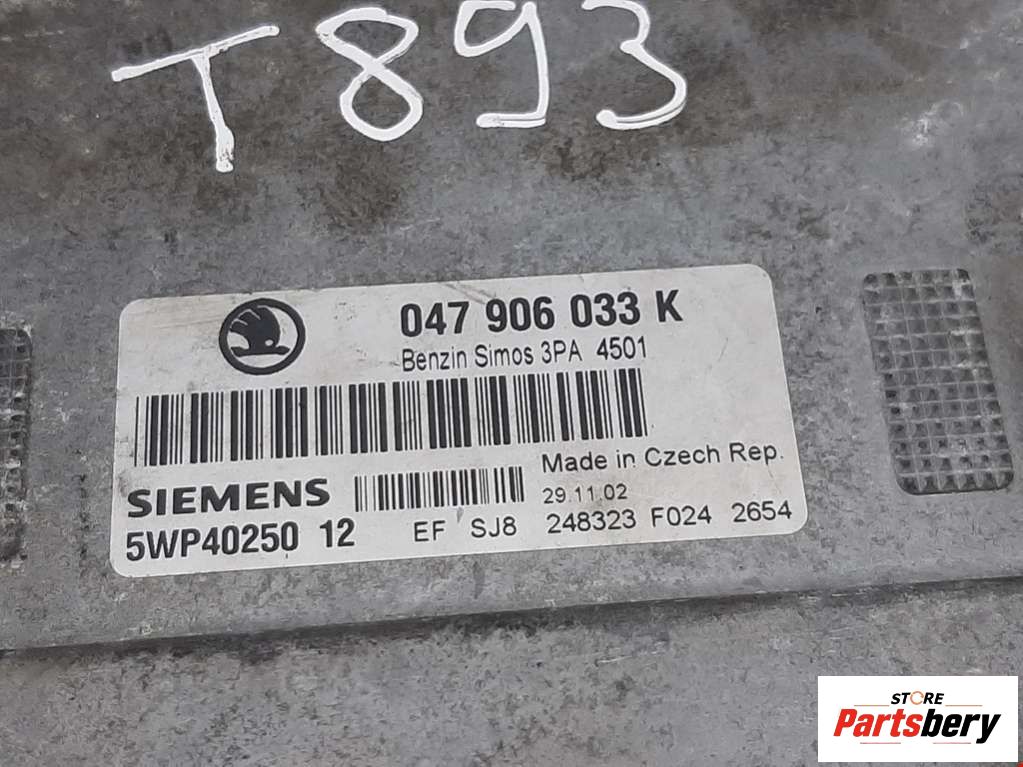 T893
047 906 033 K
Benzin Simos 3PA 4501
Made in Czech Rep.
SIEMENS
29.11.02
5WP40250 12 EF SJ8 248323 F024 2654
STORE
Partsbery